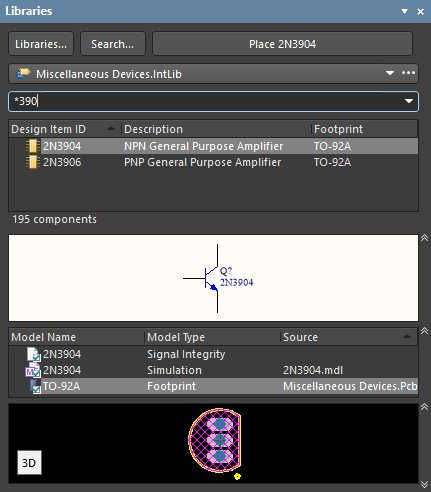 Libraries
Libraries... Search... Place 2N3904
Miscellaneous Devices.IntLib
*390
Design Item ID Description Footprint
2N3904 NPN General Purpose Amplifier TO-92A
2N3906 PNP General Purpose Amplifier TO-92A
195 components
Q?
2N3904
Model Name Model Type Source
2N3904 Signal Integrity
2N3904 Simulation 2N3904.mdl
TO-92A Footprint Miscellaneous Devices.Pcb
3D